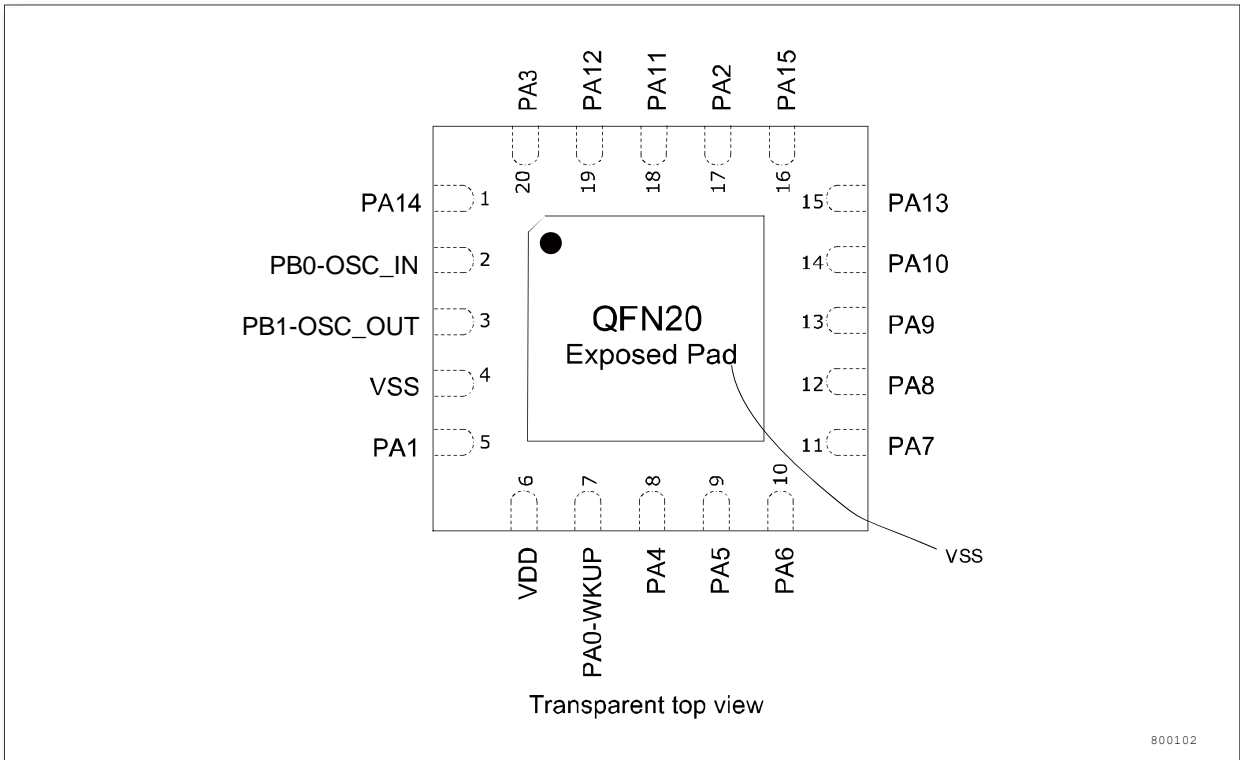 PA3
PA12
PA11
PA2
PA15
20
19
18
17
16
PA14
1
15
PA13
PB0-OSC_IN
2
14
PA10
PB1-OSC_OUT
3
13
PA9
VSS
4
12
PA8
PA1
5
11
PA7
QFN20
Exposed Pad
6
7
8
9
10
VDD
PA0-WKUP
PA4
PA5
PA6
VSS
Transparent top view
800102